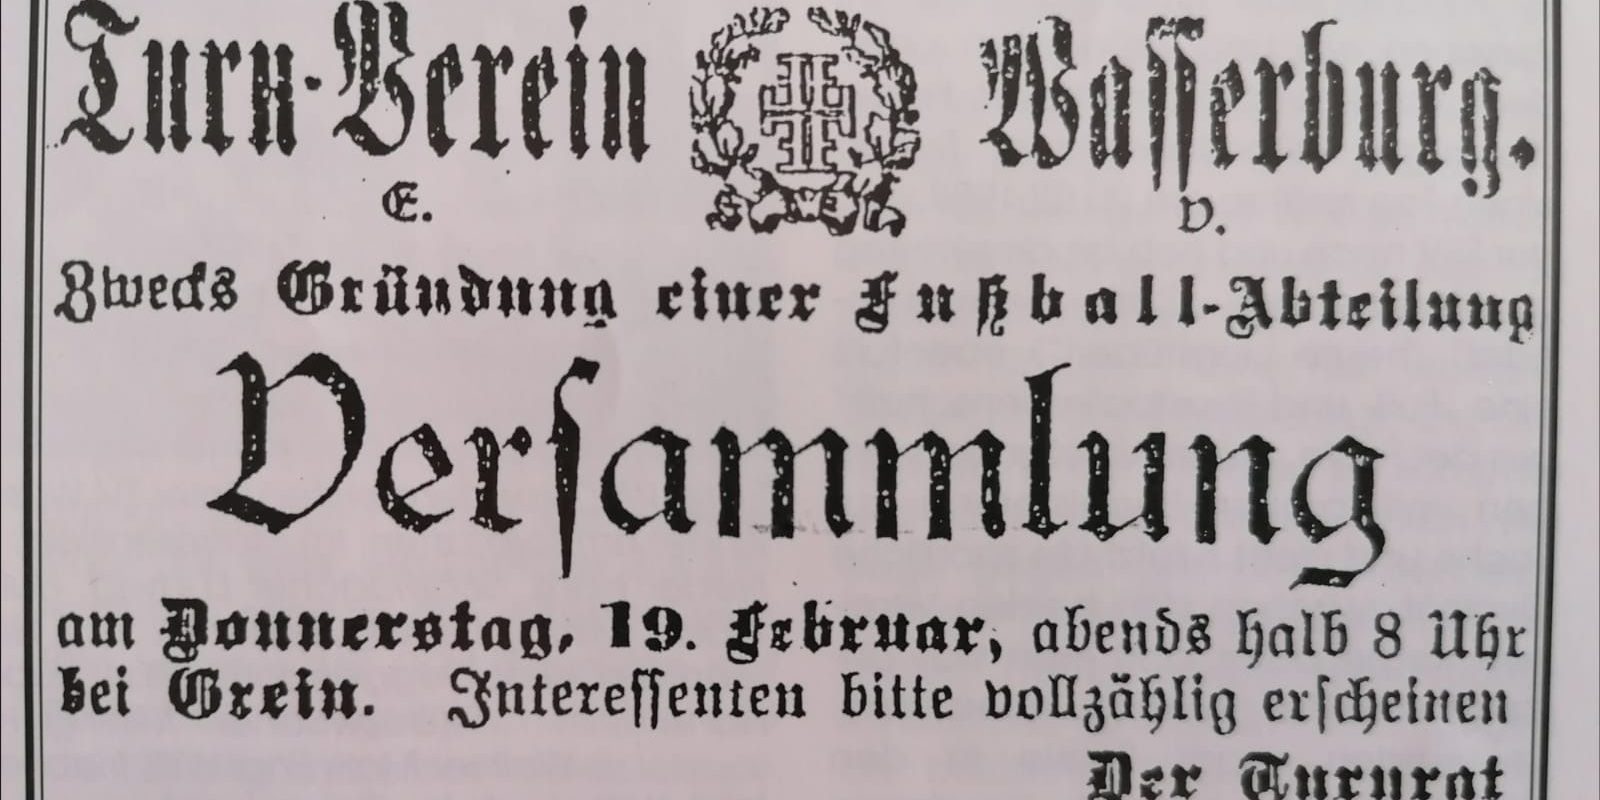 Turn-Verein Wasserburg.
E. V.
Zwecks Gründung einer Fußball-Abteilung
Versammlung
am Donnerstag, 19. Februar, abends halb 8 Uhr
bei Grein. Interessenten bitte vollzählig erscheinen
Der Turnrat